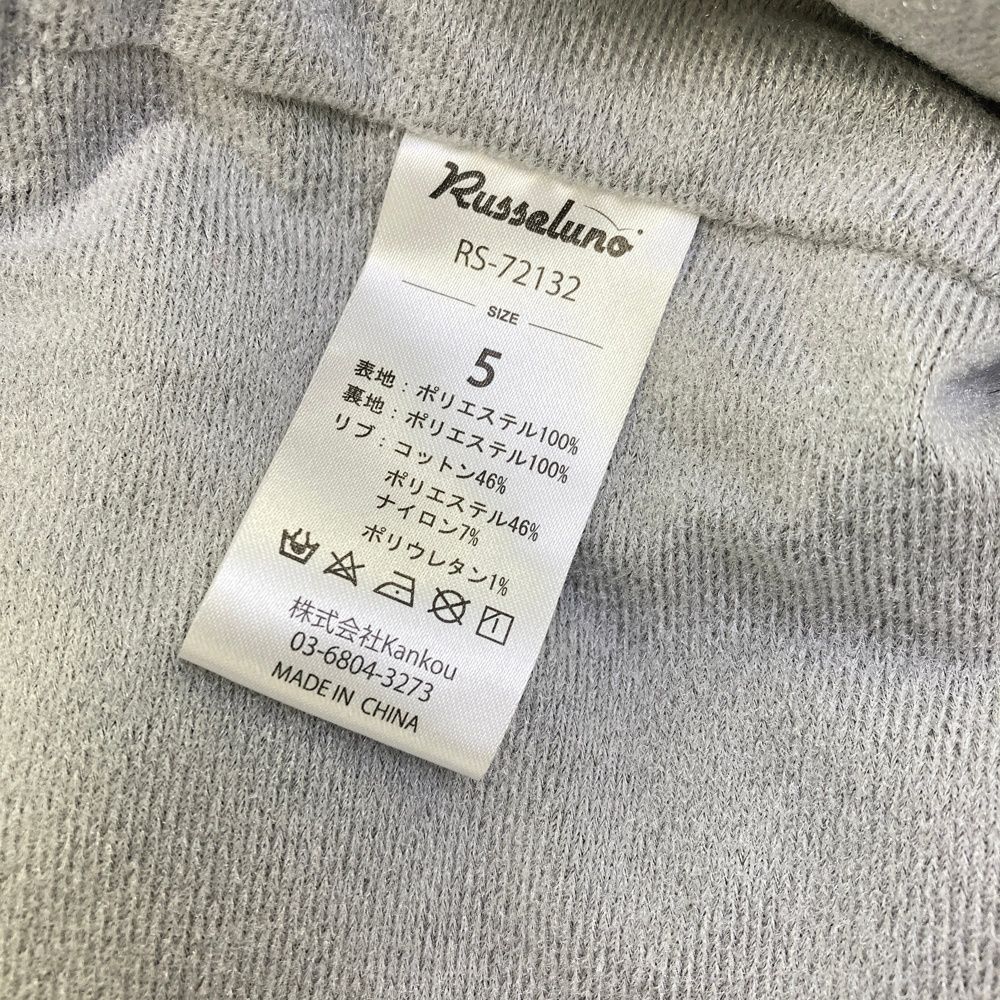 Russeluno
RS-72132
SIZE
5
表地：ポリエステル100%
裏地：ポリエステル100%
リブ：コットン46%
ポリエステル46%
ナイロン7%
ポリウレタン1%
株式会社Kankou
03-6804-3273
MADE IN CHINA